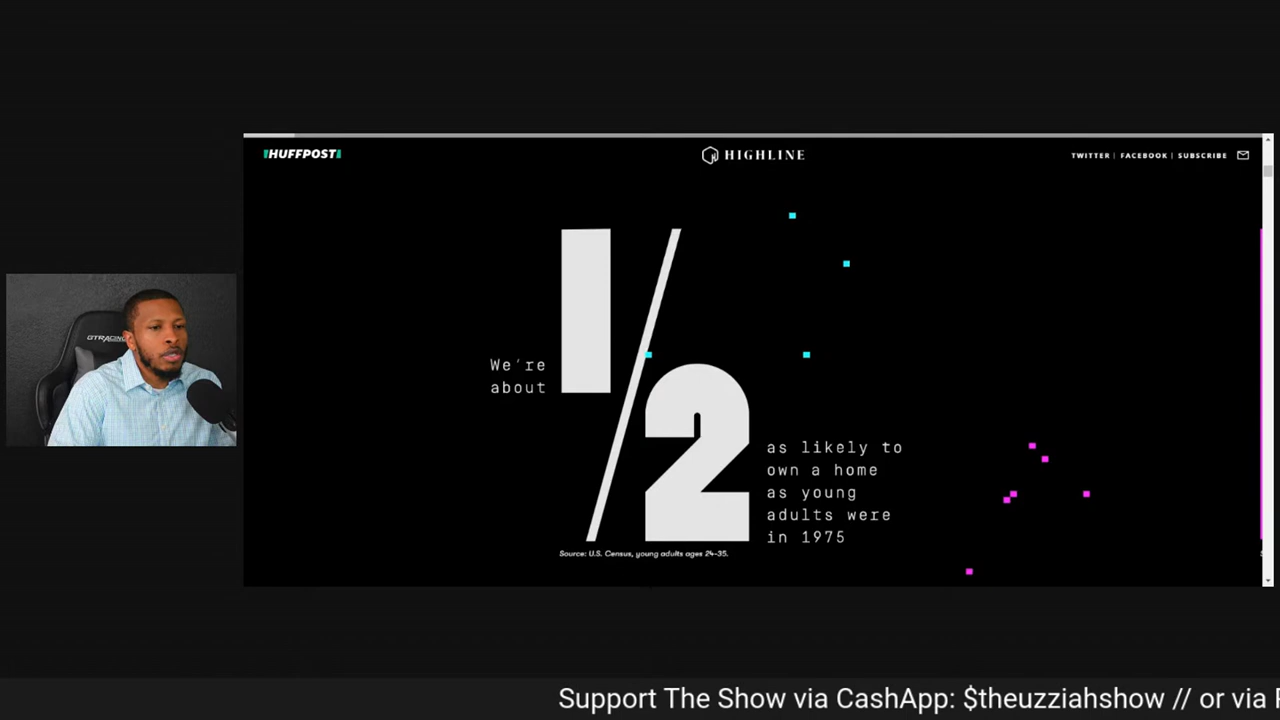 HUFFPOST
HIGHLINE
TWITTER | FACEBOOK | SUBSCRIBE
We're
about
1/2
as likely to
own a home
as young
adults were
in 1975
Source: U.S. Census, young adults ages 24-35.
GTRACING
Support The Show via CashApp: $theuzziahshow // or via